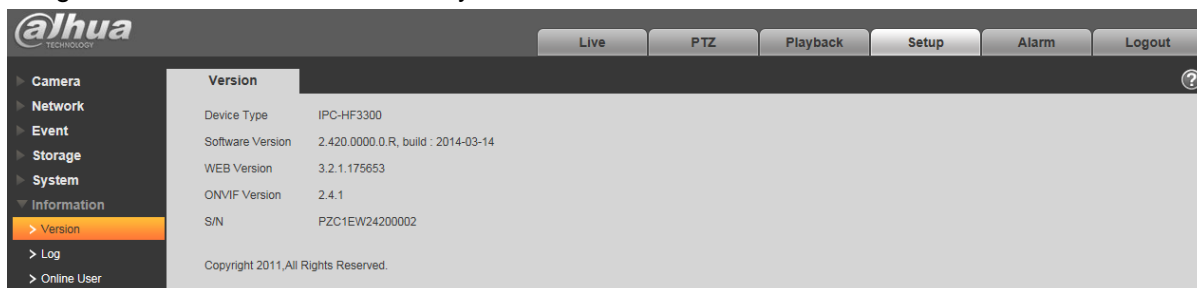 alhua
TECHNOLOGY
Live PTZ Playback Setup Alarm Logout
Camera
Network
Event
Storage
System
Information
> Version
> Log
> Online User
Version
?
Device Type IPC-HF3300
Software Version 2.420.0000.0.R, build : 2014-03-14
WEB Version 3.2.1.175653
ONVIF Version 2.4.1
S/N PZC1EW24200002
Copyright 2011,All Rights Reserved.